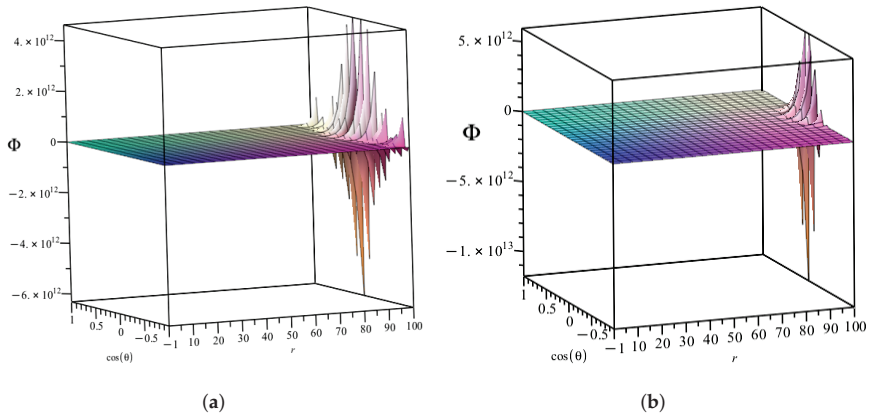 4. × 10¹²
2. × 10¹²
Φ
0
−2. × 10¹²
−4. × 10¹²
−6. × 10¹²
1
0.5
0
−0.5
−1 10 20 30 40 50 60 70 80 90 100
cos(θ)
r
(a)
5. × 10¹²
0
Φ
−5. × 10¹²
−1. × 10¹³
1
0.5
0
−0.5
−1 10 20 30 40 50 60 70 80 90 100
cos(θ)
r
(b)